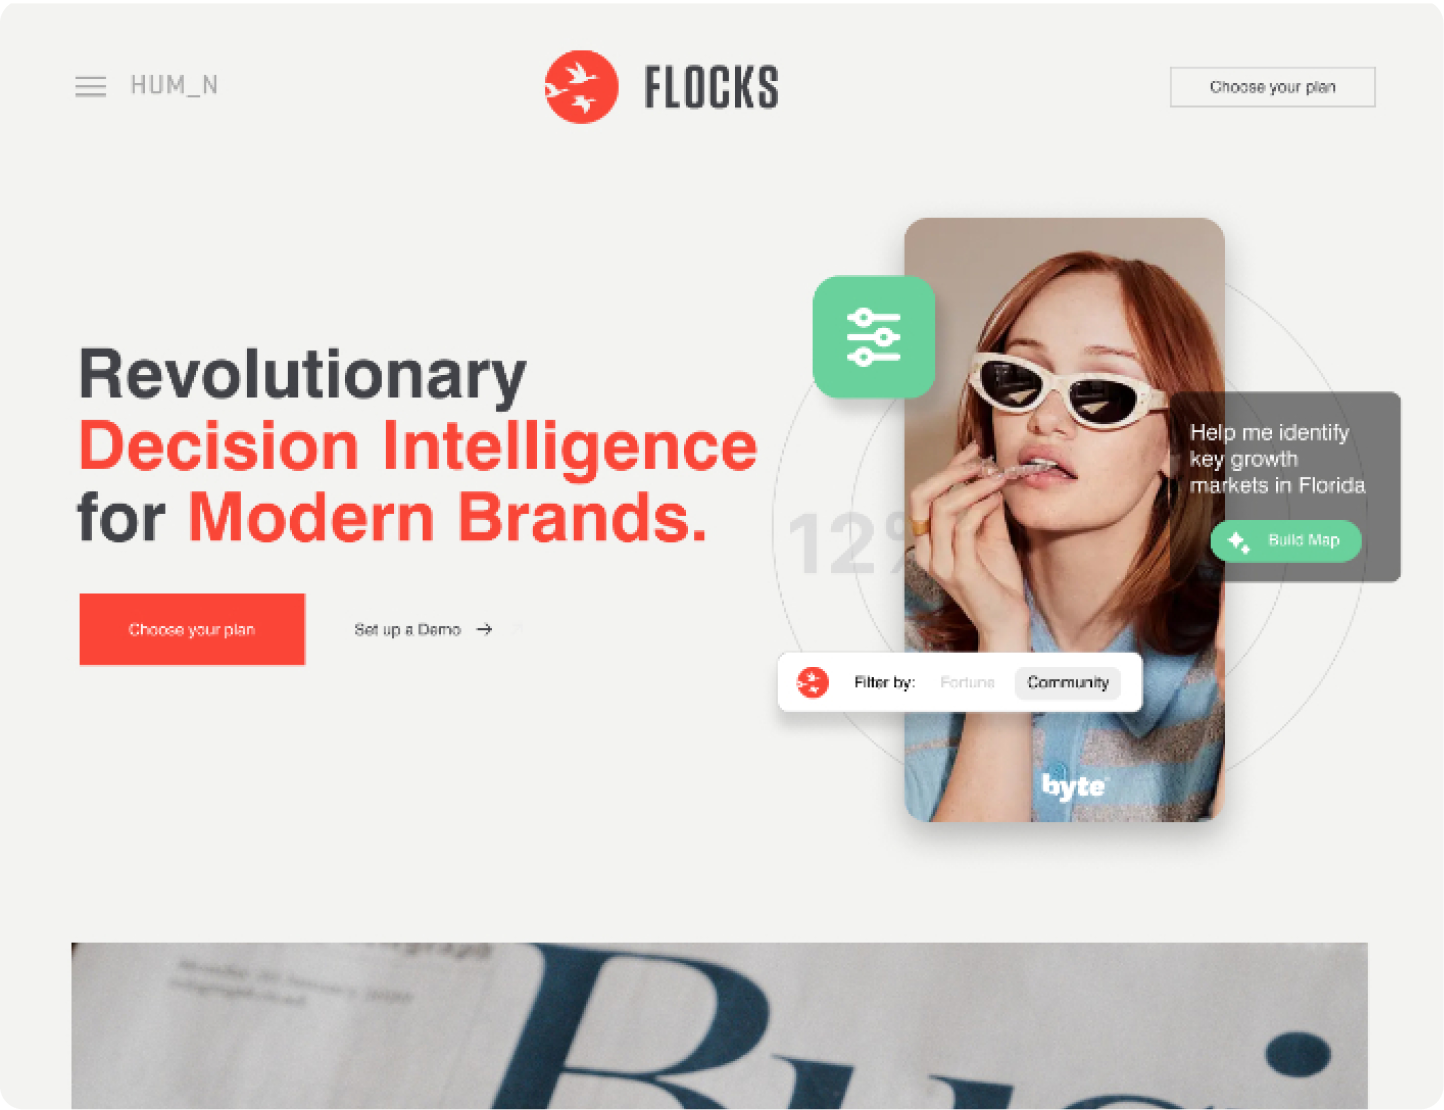 HUM_N
FLOCKS
Choose your plan
Revolutionary
Decision Intelligence
for Modern Brands.
Choose your plan
Set up a Demo
12%
Help me identify
key growth
markets in Florida
Build Map
Filter by: Fortune Community
byte
Busi